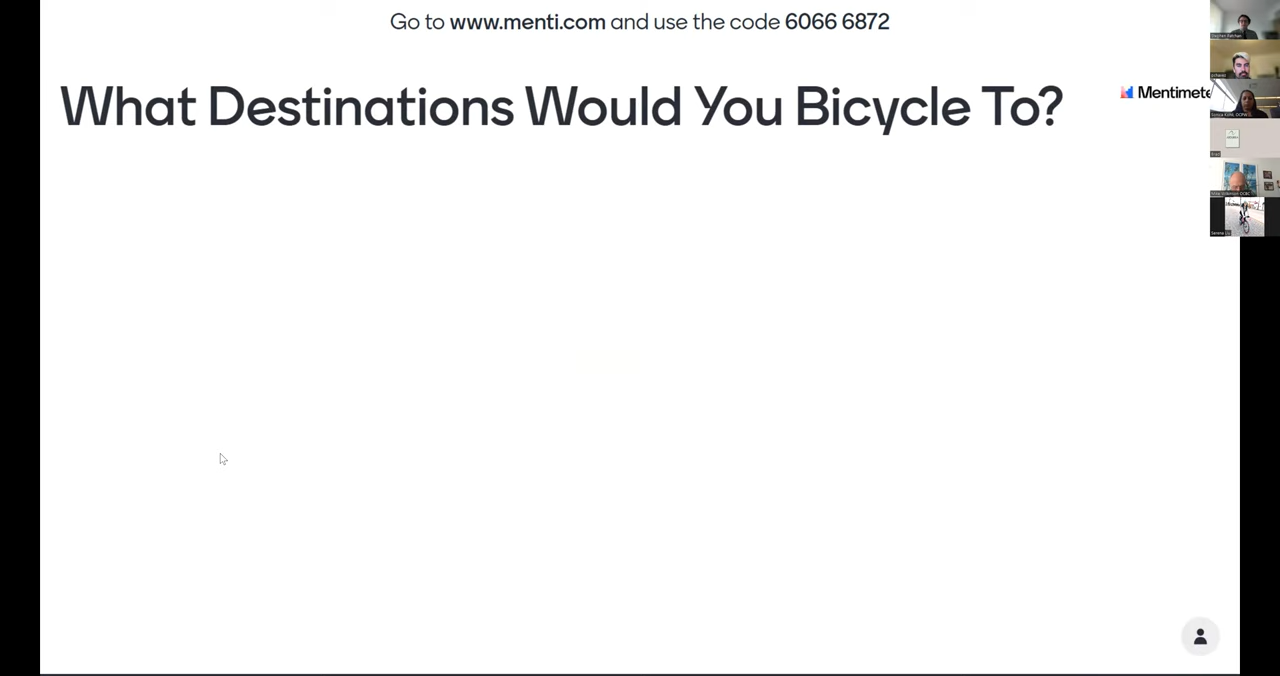 Go to www.menti.com and use the code 6066 6872
What Destinations Would You Bicycle To?
Mentimete